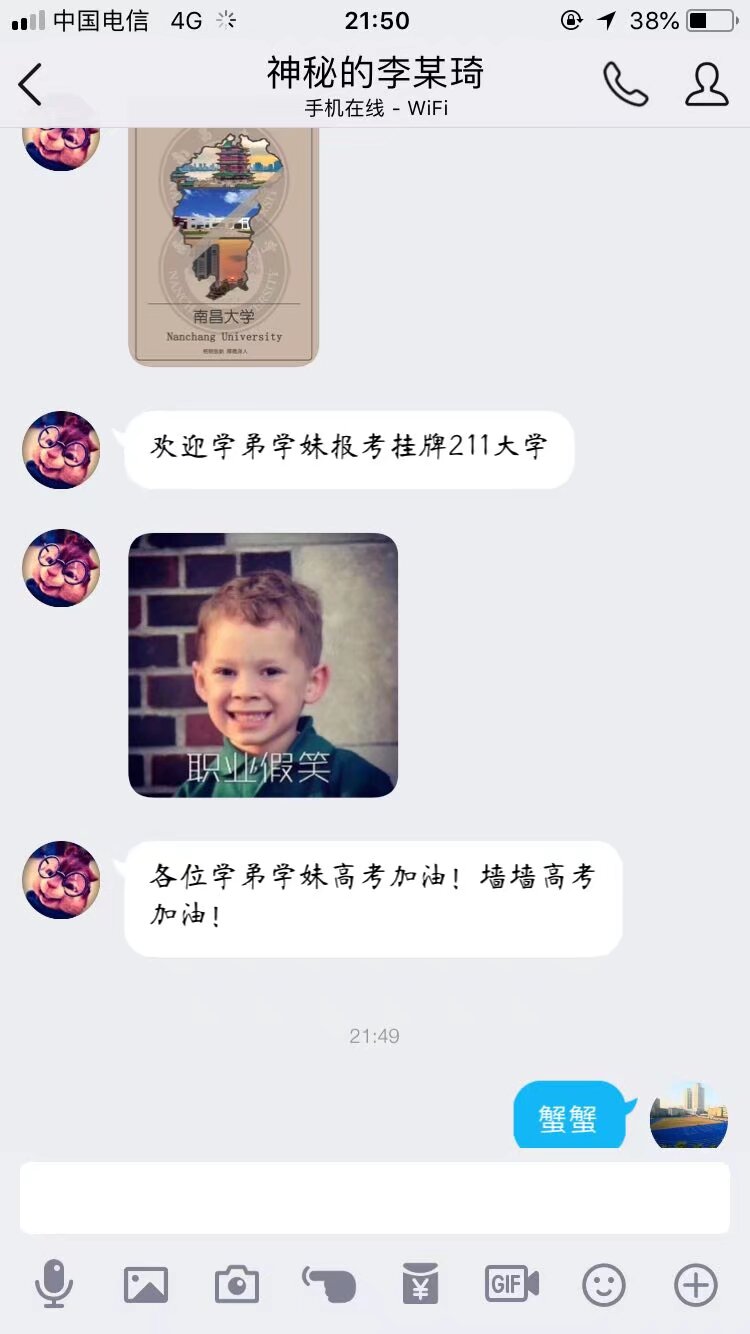 中国电信 4G 21:50 38%
神秘的李某琦
手机在线 - WiFi
南昌大学
Nanchang University
欢迎学弟学妹报考挂牌211大学
职业假笑
各位学弟学妹高考加油！墙墙高考
加油！
21:49
蟹蟹
GIF